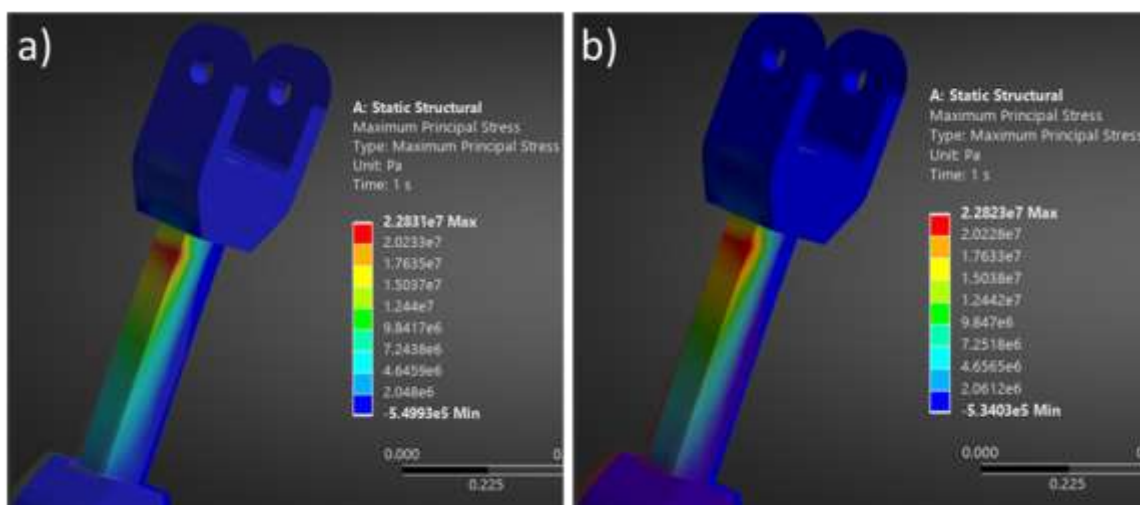 a)
A: Static Structural
Maximum Principal Stress
Type: Maximum Principal Stress
Unit: Pa
Time: 1 s
2.2831e7 Max
2.0233e7
1.7635e7
1.5037e7
1.244e7
9.8417e6
7.2438e6
4.6459e6
2.048e6
-5.4993e5 Min
0.000
0.225
b)
A: Static Structural
Maximum Principal Stress
Type: Maximum Principal Stress
Unit: Pa
Time: 1 s
2.2823e7 Max
2.0228e7
1.7633e7
1.5038e7
1.2442e7
9.847e6
7.2518e6
4.6565e6
2.0612e6
-5.3403e5 Min
0.000
0.225